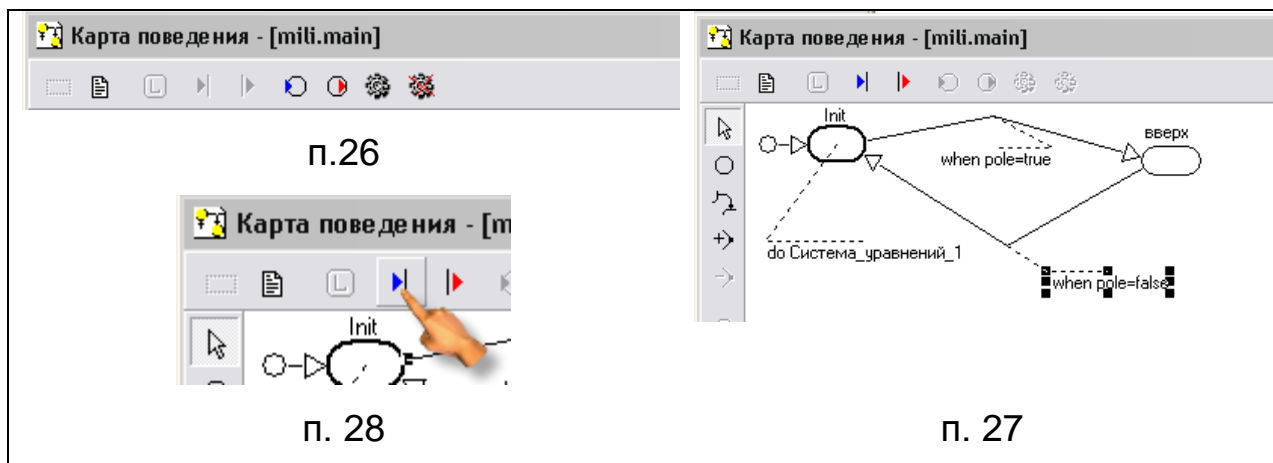 Карта поведения - [mili.main]
L
п.26
Карта поведения - [m
L
Init
п. 28
Карта поведения - [mili.main]
L
Init
вверх
when pole=true
do Система_уравнений_1
when pole=false
п. 27